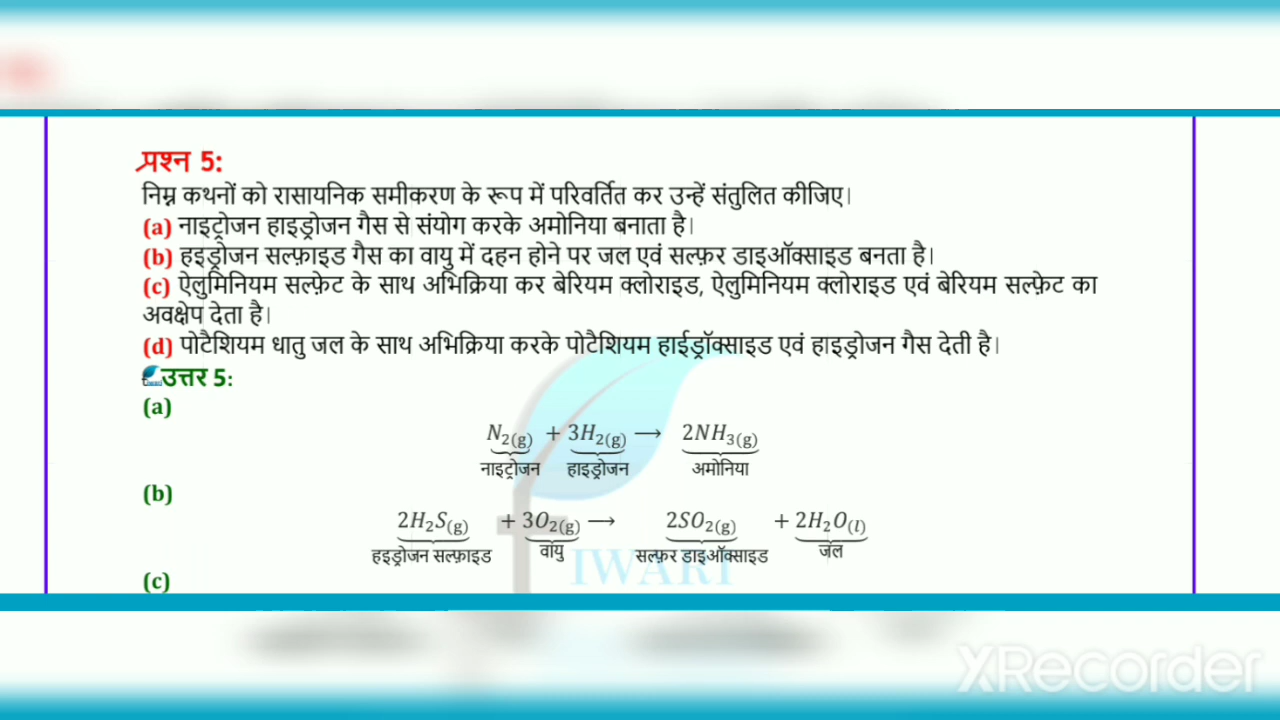 प्रश्न 5:
निम्न कथनों को रासायनिक समीकरण के रूप में परिवर्तित कर उन्हें संतुलित कीजिए।
(a) नाइट्रोजन हाइड्रोजन गैस से संयोग करके अमोनिया बनाता है।
(b) हइड्रोजन सल्फ़ाइड गैस का वायु में दहन होने पर जल एवं सल्फ़र डाइऑक्साइड बनता है।
(c) ऐलुमिनियम सल्फ़ेट के साथ अभिक्रिया कर बेरियम क्लोराइड, ऐलुमिनियम क्लोराइड एवं बेरियम सल्फ़ेट का
अवक्षेप देता है।
(d) पोटैशियम धातु जल के साथ अभिक्रिया करके पोटैशियम हाईड्रॉक्साइड एवं हाइड्रोजन गैस देती है।
उत्तर 5:
(a)
N₂(g) + 3H₂(g) ⟶ 2NH₃(g)
नाइट्रोजन हाइड्रोजन अमोनिया
(b)
2H₂S(g) + 3O₂(g) ⟶ 2SO₂(g) + 2H₂O(l)
हइड्रोजन सल्फ़ाइड वायु सल्फ़र डाइऑक्साइड जल
IWARI
(c)
XRecorder